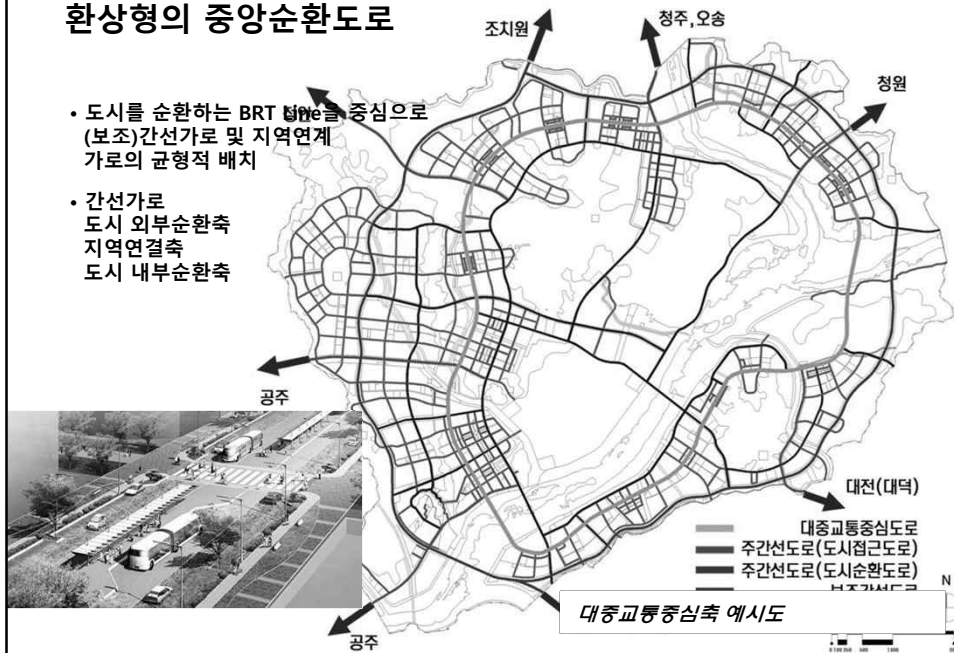 환상형의 중앙순환도로
• 도시를 순환하는 BRT Line을 중심으로
(보조)간선가로 및 지역연계
가로의 균형적 배치
• 간선가로
도시 외부순환축
지역연결축
도시 내부순환축
조치원
청주,오송
청원
공주
대전(대덕)
대중교통중심도로
주간선도로(도시접근도로)
주간선도로(도시순환도로)
보조간선도로
N
대중교통중심축 예시도
공주